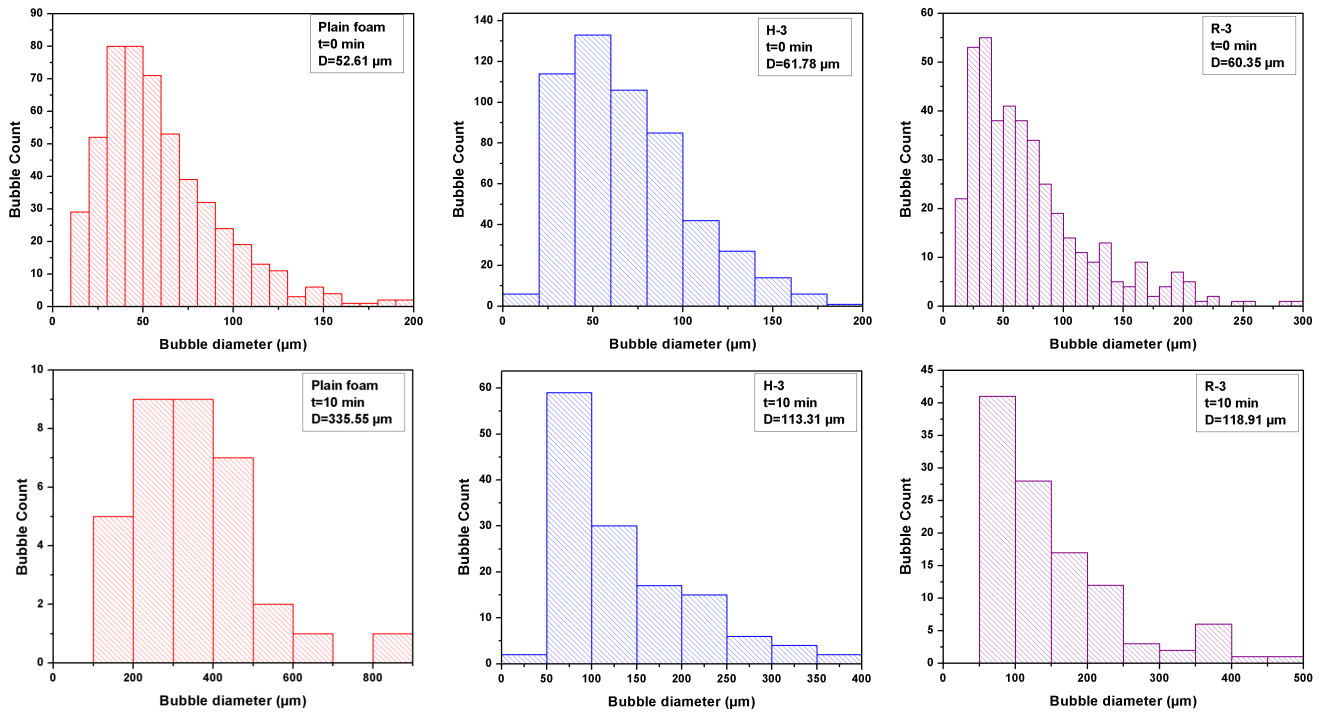 Plain foam
t=0 min
D=52.61 µm
90
80
70
60
50
40
30
20
10
0
Bubble Count
0 50 100 150 200
Bubble diameter (µm)
H-3
t=0 min
D=61.78 µm
140
120
100
80
60
40
20
0
Bubble Count
0 50 100 150 200
Bubble diameter (µm)
R-3
t=0 min
D=60.35 µm
60
50
40
30
20
10
0
Bubble Count
0 50 100 150 200 250 300
Bubble diameter (µm)
Plain foam
t=10 min
D=335.55 µm
10
8
6
4
2
0
Bubble Count
0 200 400 600 800
Bubble diameter (µm)
H-3
t=10 min
D=113.31 µm
60
50
40
30
20
10
0
Bubble Count
0 50 100 150 200 250 300 350 400
Bubble diameter (µm)
R-3
t=10 min
D=118.91 µm
45
40
35
30
25
20
15
10
5
0
Bubble Count
100 200 300 400 500
Bubble diameter (µm)